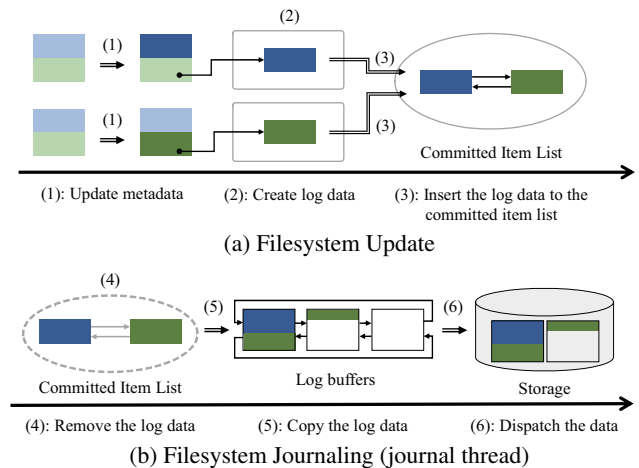 (2)
(1)
(3)
(1)
(3)
Committed Item List
(1): Update metadata
(2): Create log data
(3): Insert the log data to the
committed item list
(a) Filesystem Update
(4)
(5)
(6)
Committed Item List
Log buffers
Storage
(4): Remove the log data
(5): Copy the log data
(6): Dispatch the data
(b) Filesystem Journaling (journal thread)